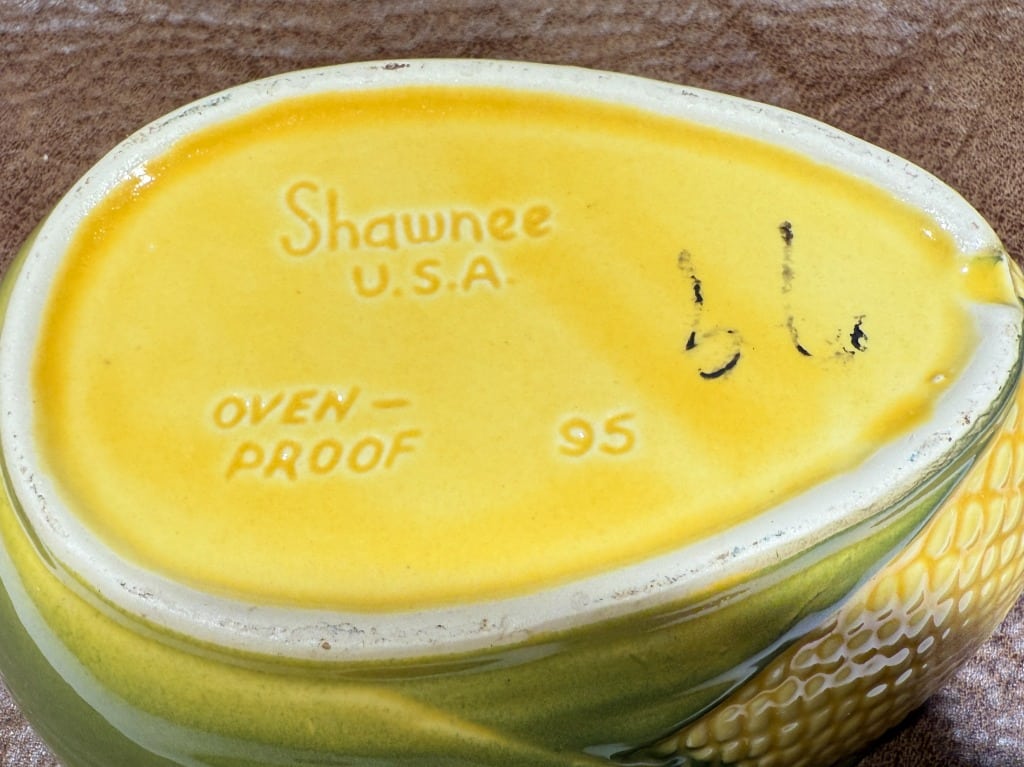 Shawnee
U.S.A.
OVEN-
PROOF 95